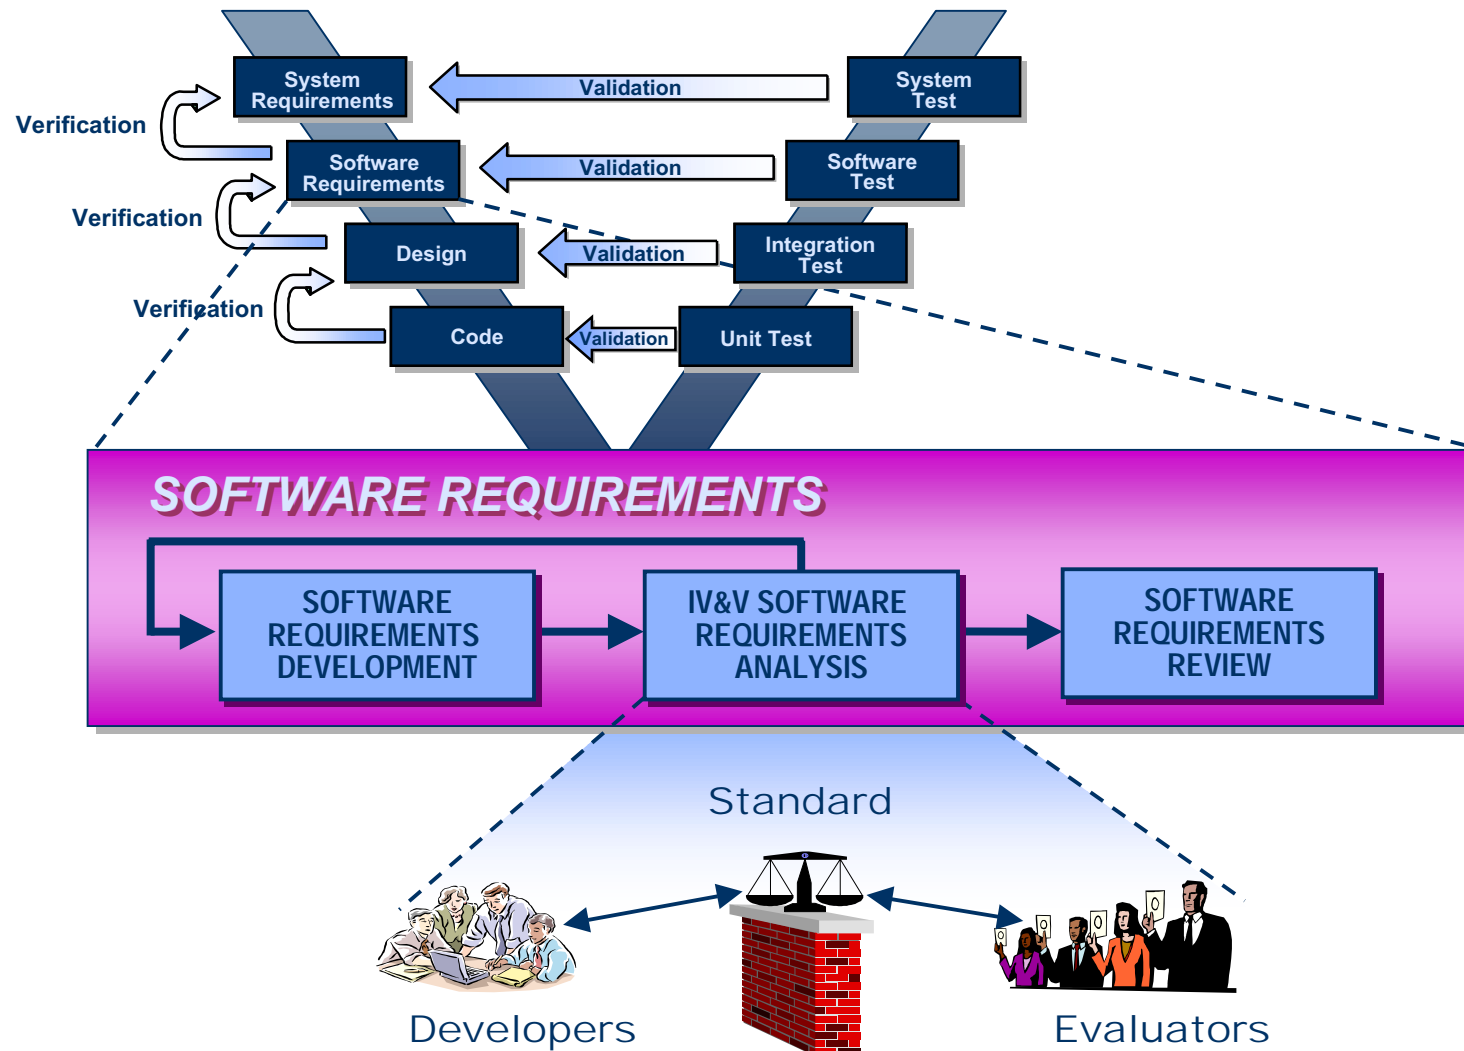 System
Requirements
Validation
System
Test
Verification
Software
Requirements
Validation
Software
Test
Verification
Design
Validation
Integration
Test
Verification
Code
Validation
Unit Test
SOFTWARE REQUIREMENTS
SOFTWARE
REQUIREMENTS
DEVELOPMENT
IV&V SOFTWARE
REQUIREMENTS
ANALYSIS
SOFTWARE
REQUIREMENTS
REVIEW
Standard
Developers
Evaluators